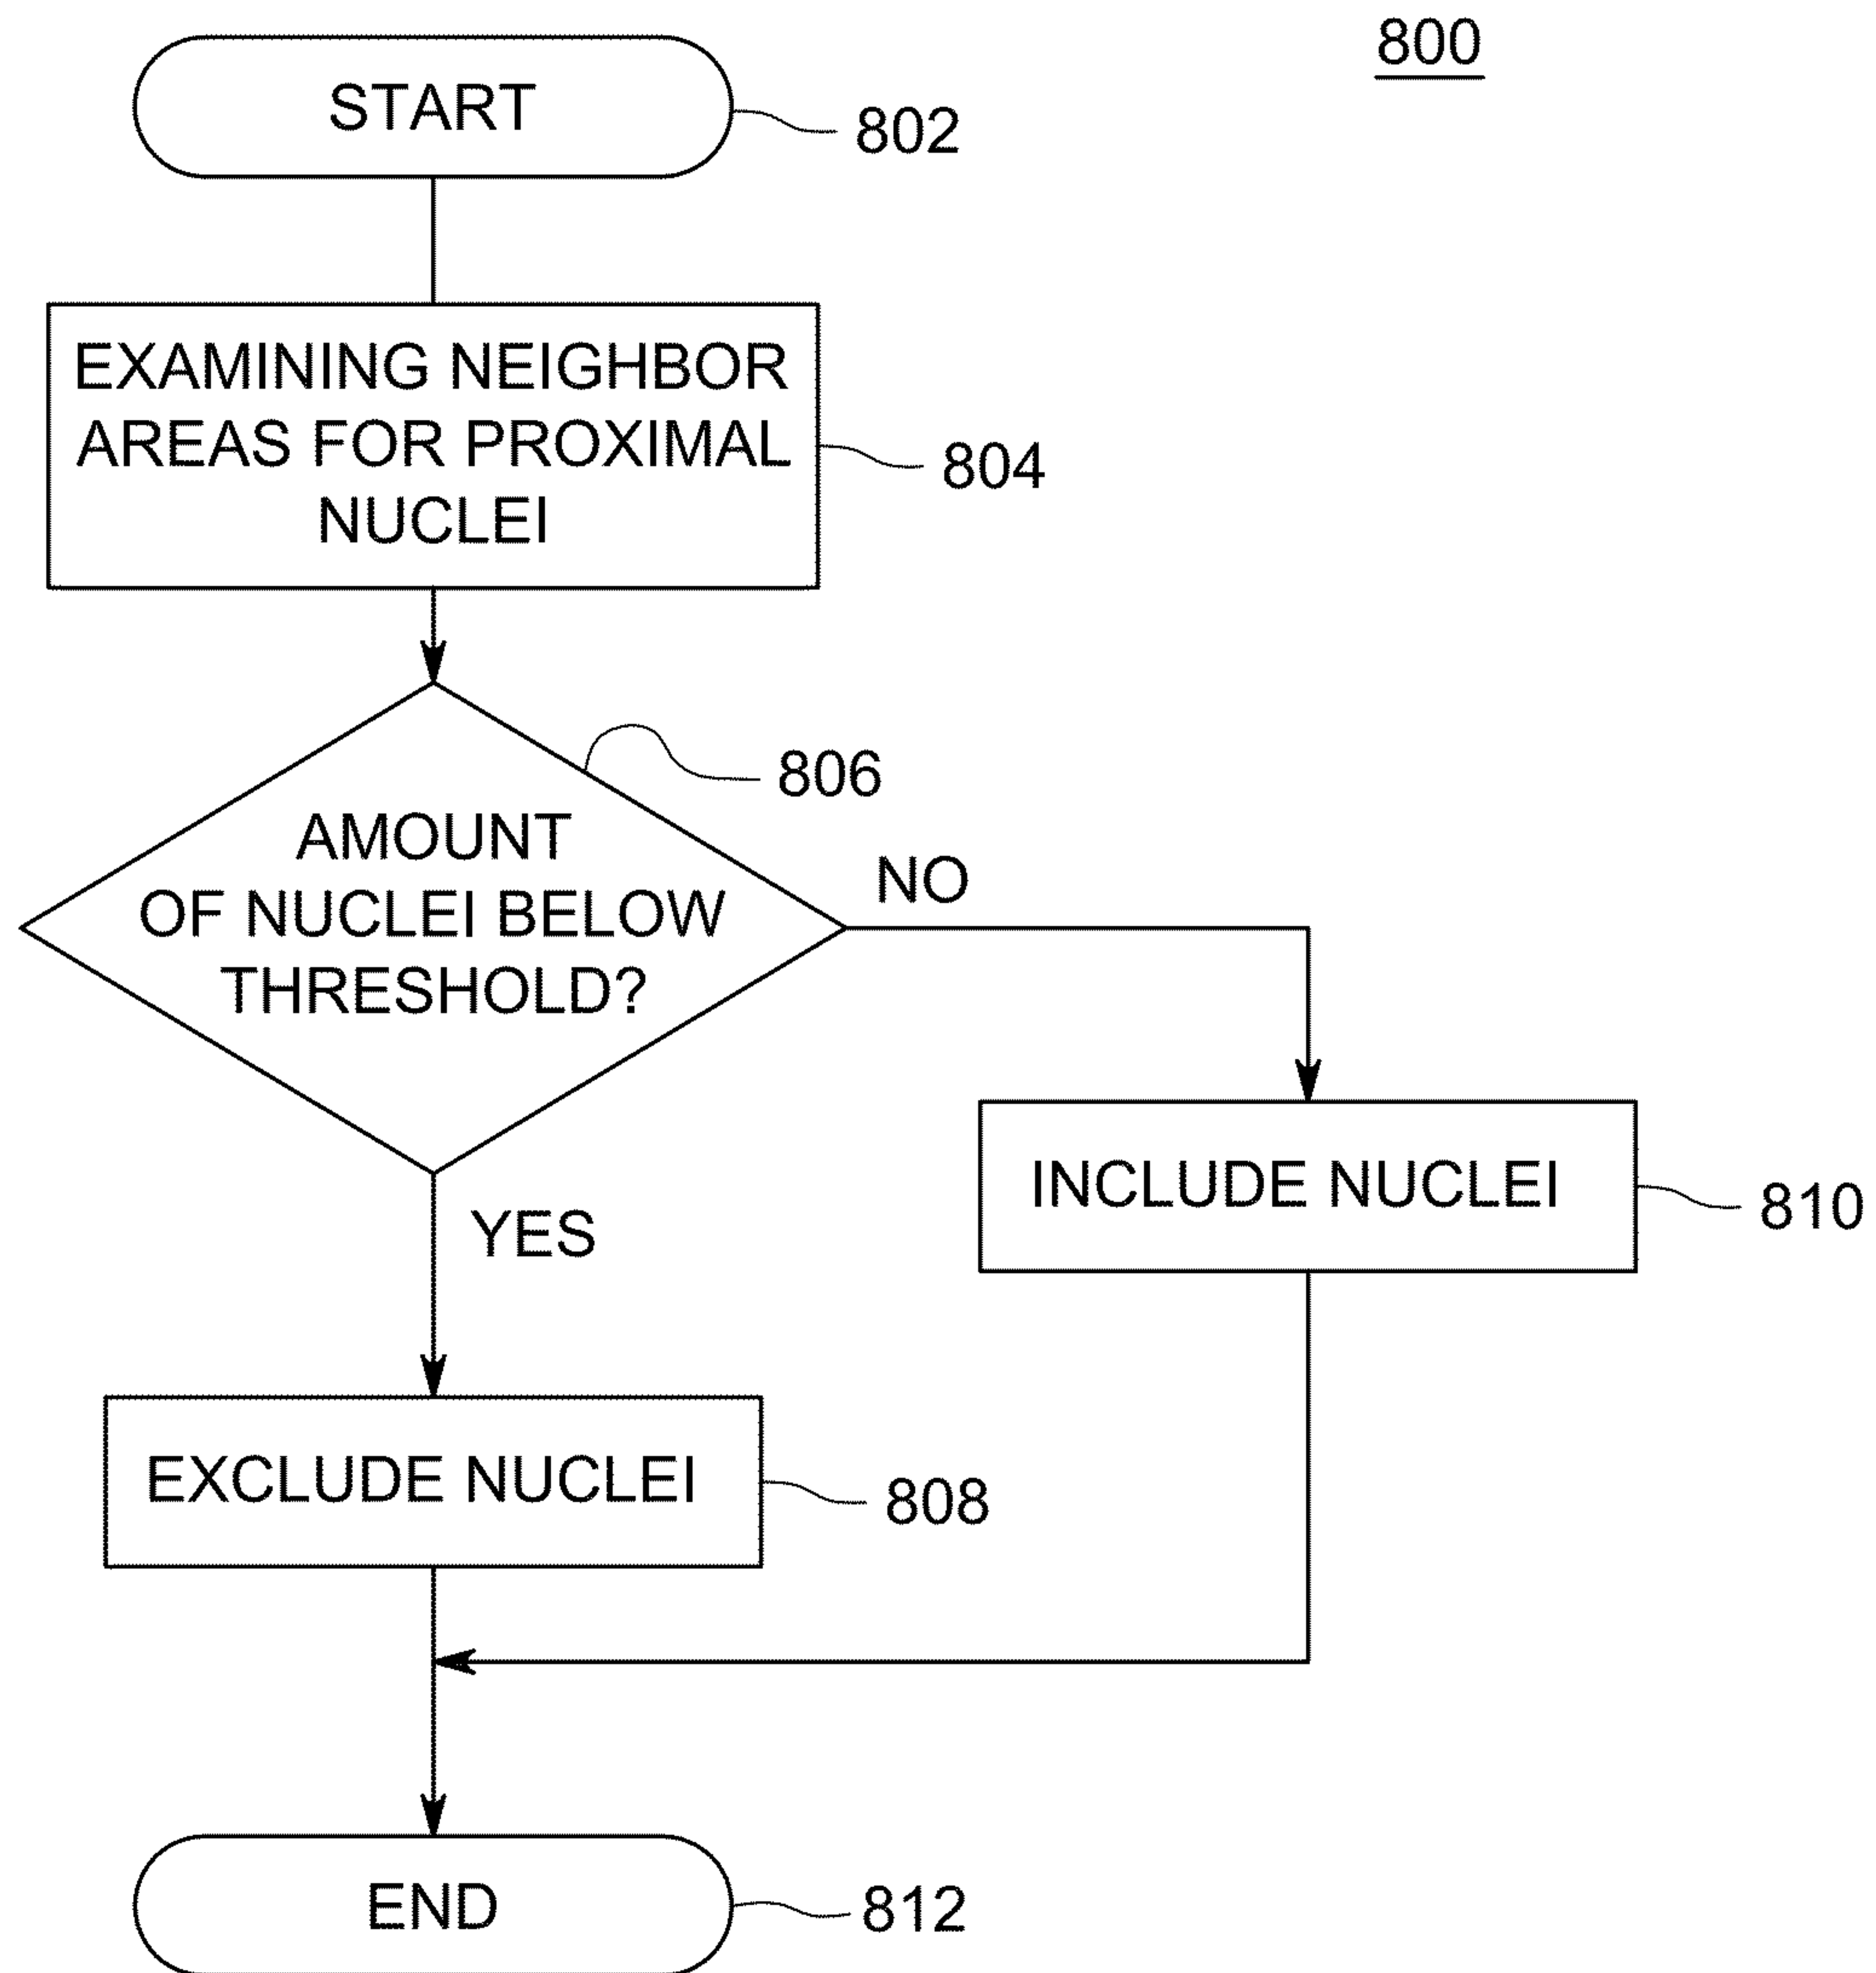 800
START
802
EXAMINING NEIGHBOR
AREAS FOR PROXIMAL
NUCLEI
804
806
AMOUNT
OF NUCLEI BELOW
THRESHOLD?
NO
YES
INCLUDE NUCLEI
810
EXCLUDE NUCLEI
808
END
812